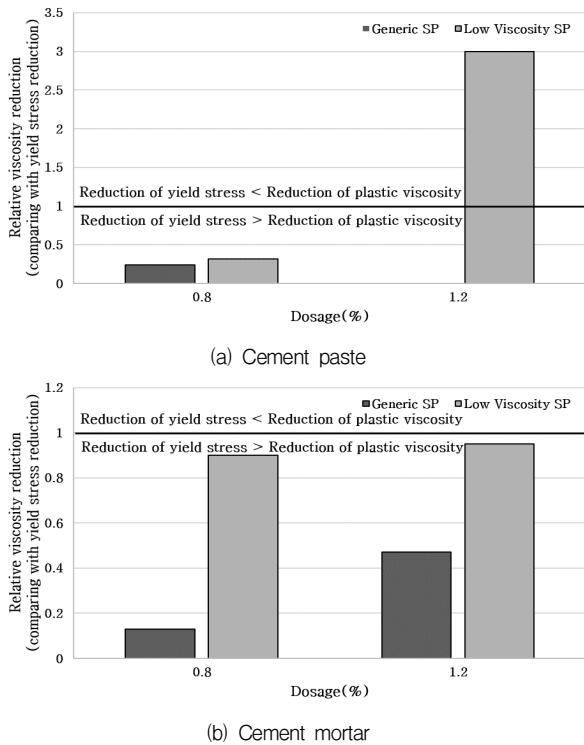 Generic SP Low Viscosity SP
Relative viscosity reduction
(comparing with yield stress reduction)
3.5
3
2.5
2
1.5
1
0.5
0
Reduction of yield stress < Reduction of plastic viscosity
Reduction of yield stress > Reduction of plastic viscosity
0.8 1.2
Dosage(%)
(a) Cement paste
Generic SP Low Viscosity SP
Relative viscosity reduction
(comparing with yield stress reduction)
1.2
1
0.8
0.6
0.4
0.2
0
Reduction of yield stress < Reduction of plastic viscosity
Reduction of yield stress > Reduction of plastic viscosity
0.8 1.2
Dosage(%)
(b) Cement mortar